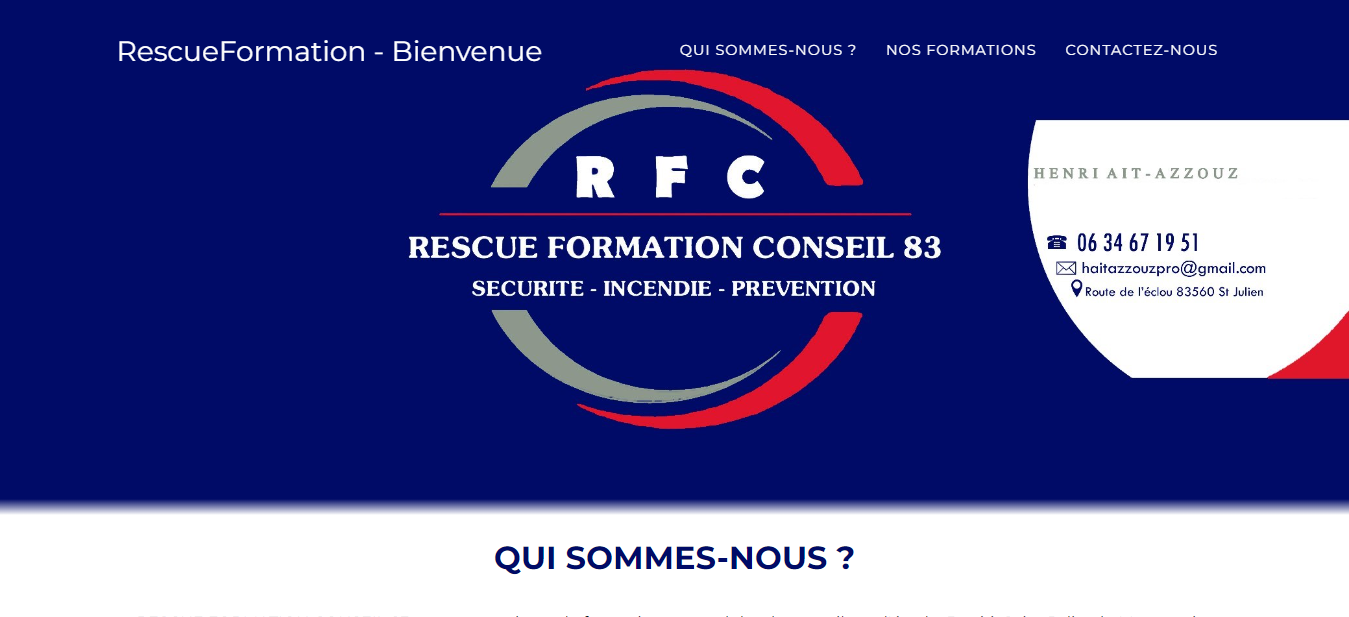 RescueFormation - Bienvenue
QUI SOMMES-NOUS ?
NOS FORMATIONS
CONTACTEZ-NOUS
R F C
RESCUE FORMATION CONSEIL 83
SECURITE - INCENDIE - PREVENTION
HENRI AIT-AZZOUZ
06 34 67 19 51
haitazzouzpro@gmail.com
Route de l'éclou 83560 St Julien
QUI SOMMES-NOUS ?